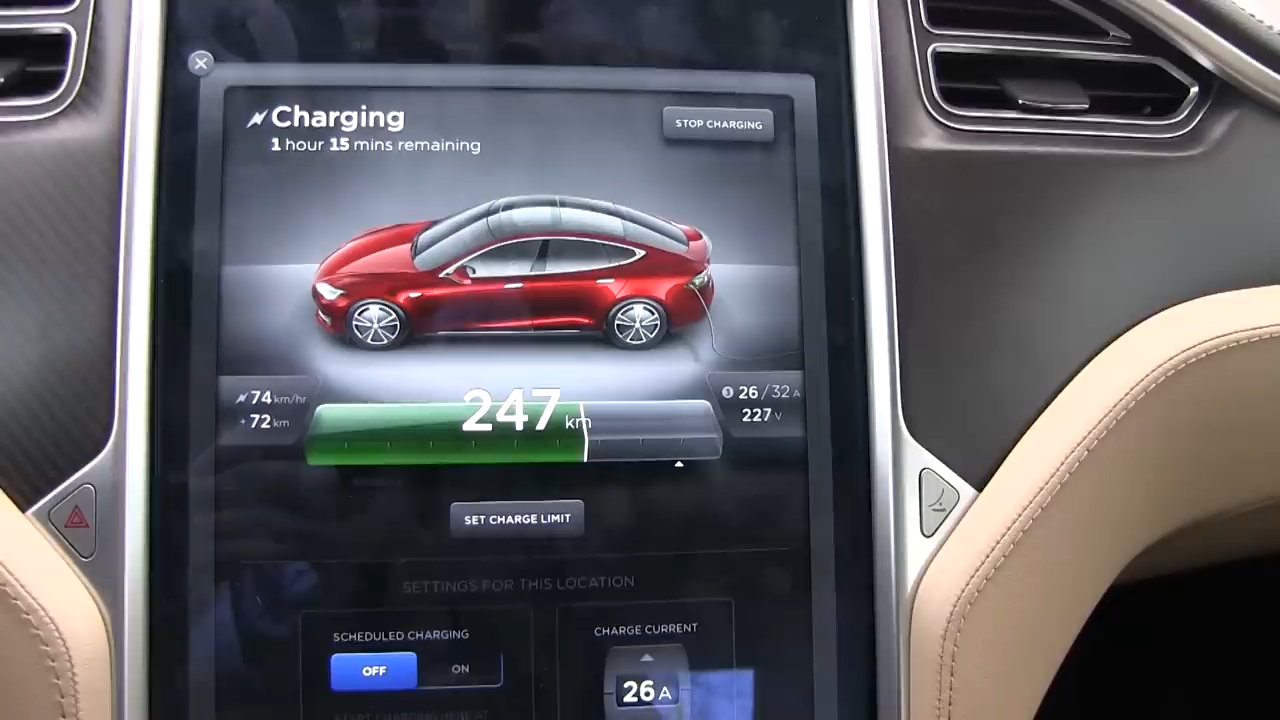 Charging
STOP CHARGING
1 hour 15 mins remaining
74 km/hr
+72 km
247 km
3 26/32 A
227 V
SET CHARGE LIMIT
SETTINGS FOR THIS LOCATION
SCHEDULED CHARGING
OFF
ON
CHARGE CURRENT
26 A